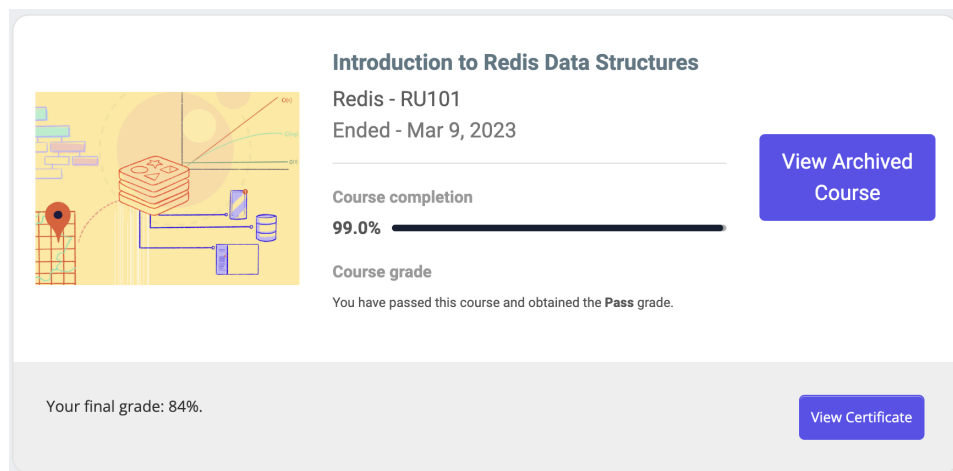 Introduction to Redis Data Structures
Redis - RU101
Ended - Mar 9, 2023
View Archived
Course
Course completion
99.0%
Course grade
You have passed this course and obtained the Pass grade.
Your final grade: 84%.
View Certificate